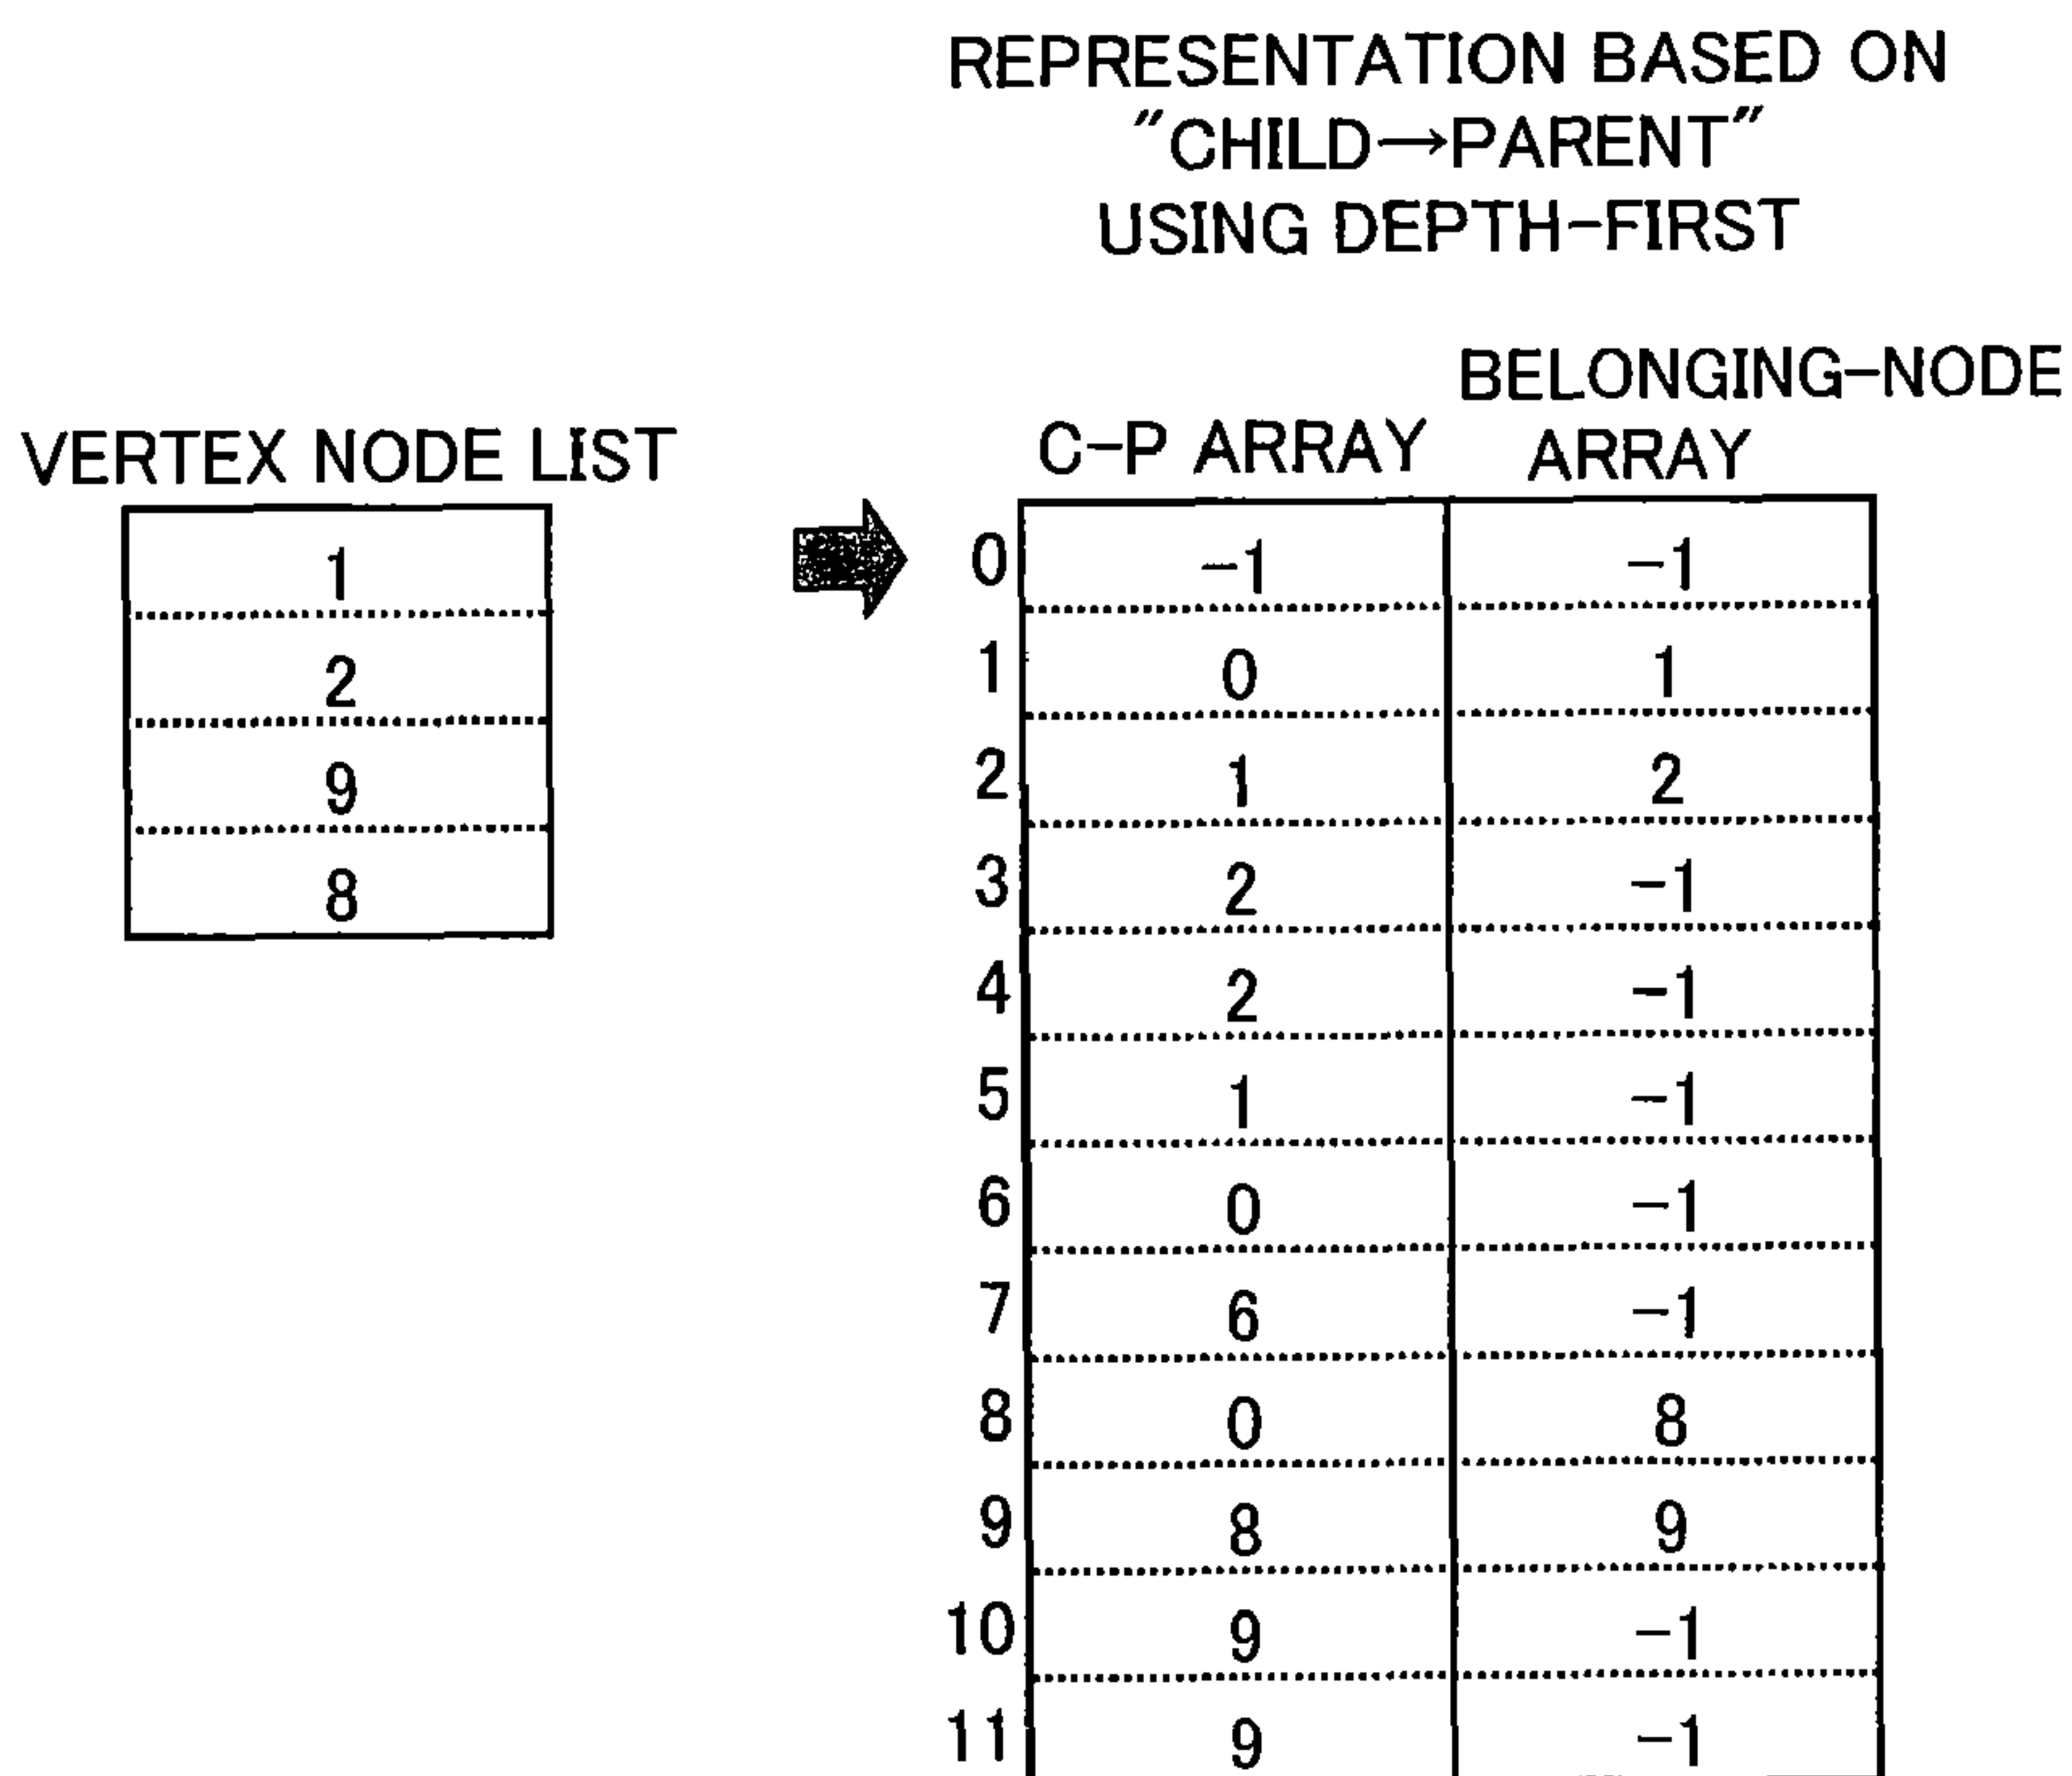 REPRESENTATION BASED ON
"CHILD→PARENT"
USING DEPTH-FIRST
VERTEX NODE LIST
1
2
9
8
C-P ARRAY
BELONGING-NODE
ARRAY
0 -1 -1
1 0 1
2 1 2
3 2 -1
4 2 -1
5 1 -1
6 0 -1
7 6 -1
8 0 8
9 8 9
10 9 -1
11 9 -1